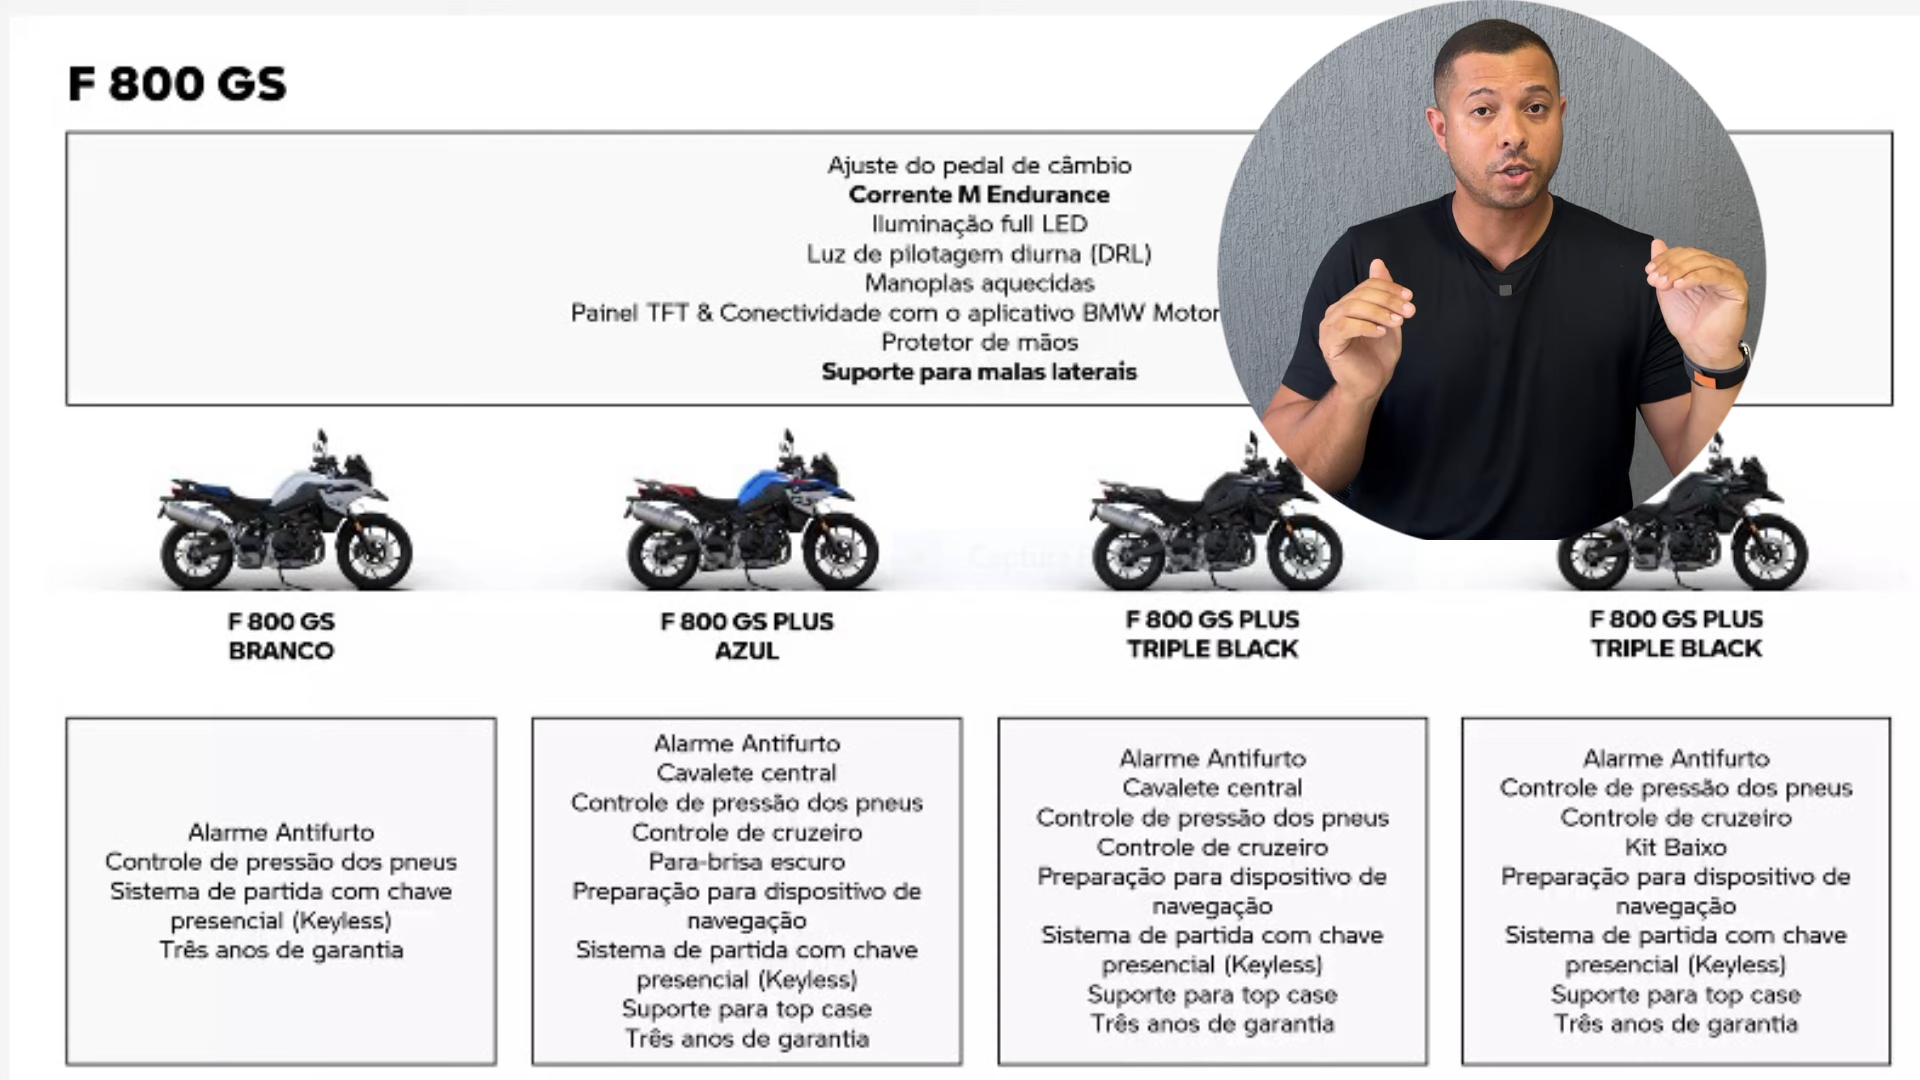 F 800 GS
Ajuste do pedal de câmbio
Corrente M Endurance
Iluminação full LED
Luz de pilotagem diurna (DRL)
Manoplas aquecidas
Painel TFT & Conectividade com o aplicativo BMW Motor
Protetor de mãos
Suporte para malas laterais
F 800 GS
BRANCO
F 800 GS PLUS
AZUL
F 800 GS PLUS
TRIPLE BLACK
F 800 GS PLUS
TRIPLE BLACK
Alarme Antifurto
Controle de pressão dos pneus
Sistema de partida com chave
presencial (Keyless)
Três anos de garantia
Alarme Antifurto
Cavalete central
Controle de pressão dos pneus
Controle de cruzeiro
Para-brisa escuro
Preparação para dispositivo de
navegação
Sistema de partida com chave
presencial (Keyless)
Suporte para top case
Três anos de garantia
Alarme Antifurto
Cavalete central
Controle de pressão dos pneus
Controle de cruzeiro
Preparação para dispositivo de
navegação
Sistema de partida com chave
presencial (Keyless)
Suporte para top case
Três anos de garantia
Alarme Antifurto
Controle de pressão dos pneus
Controle de cruzeiro
Kit Baixo
Preparação para dispositivo de
navegação
Sistema de partida com chave
presencial (Keyless)
Suporte para top case
Três anos de garantia